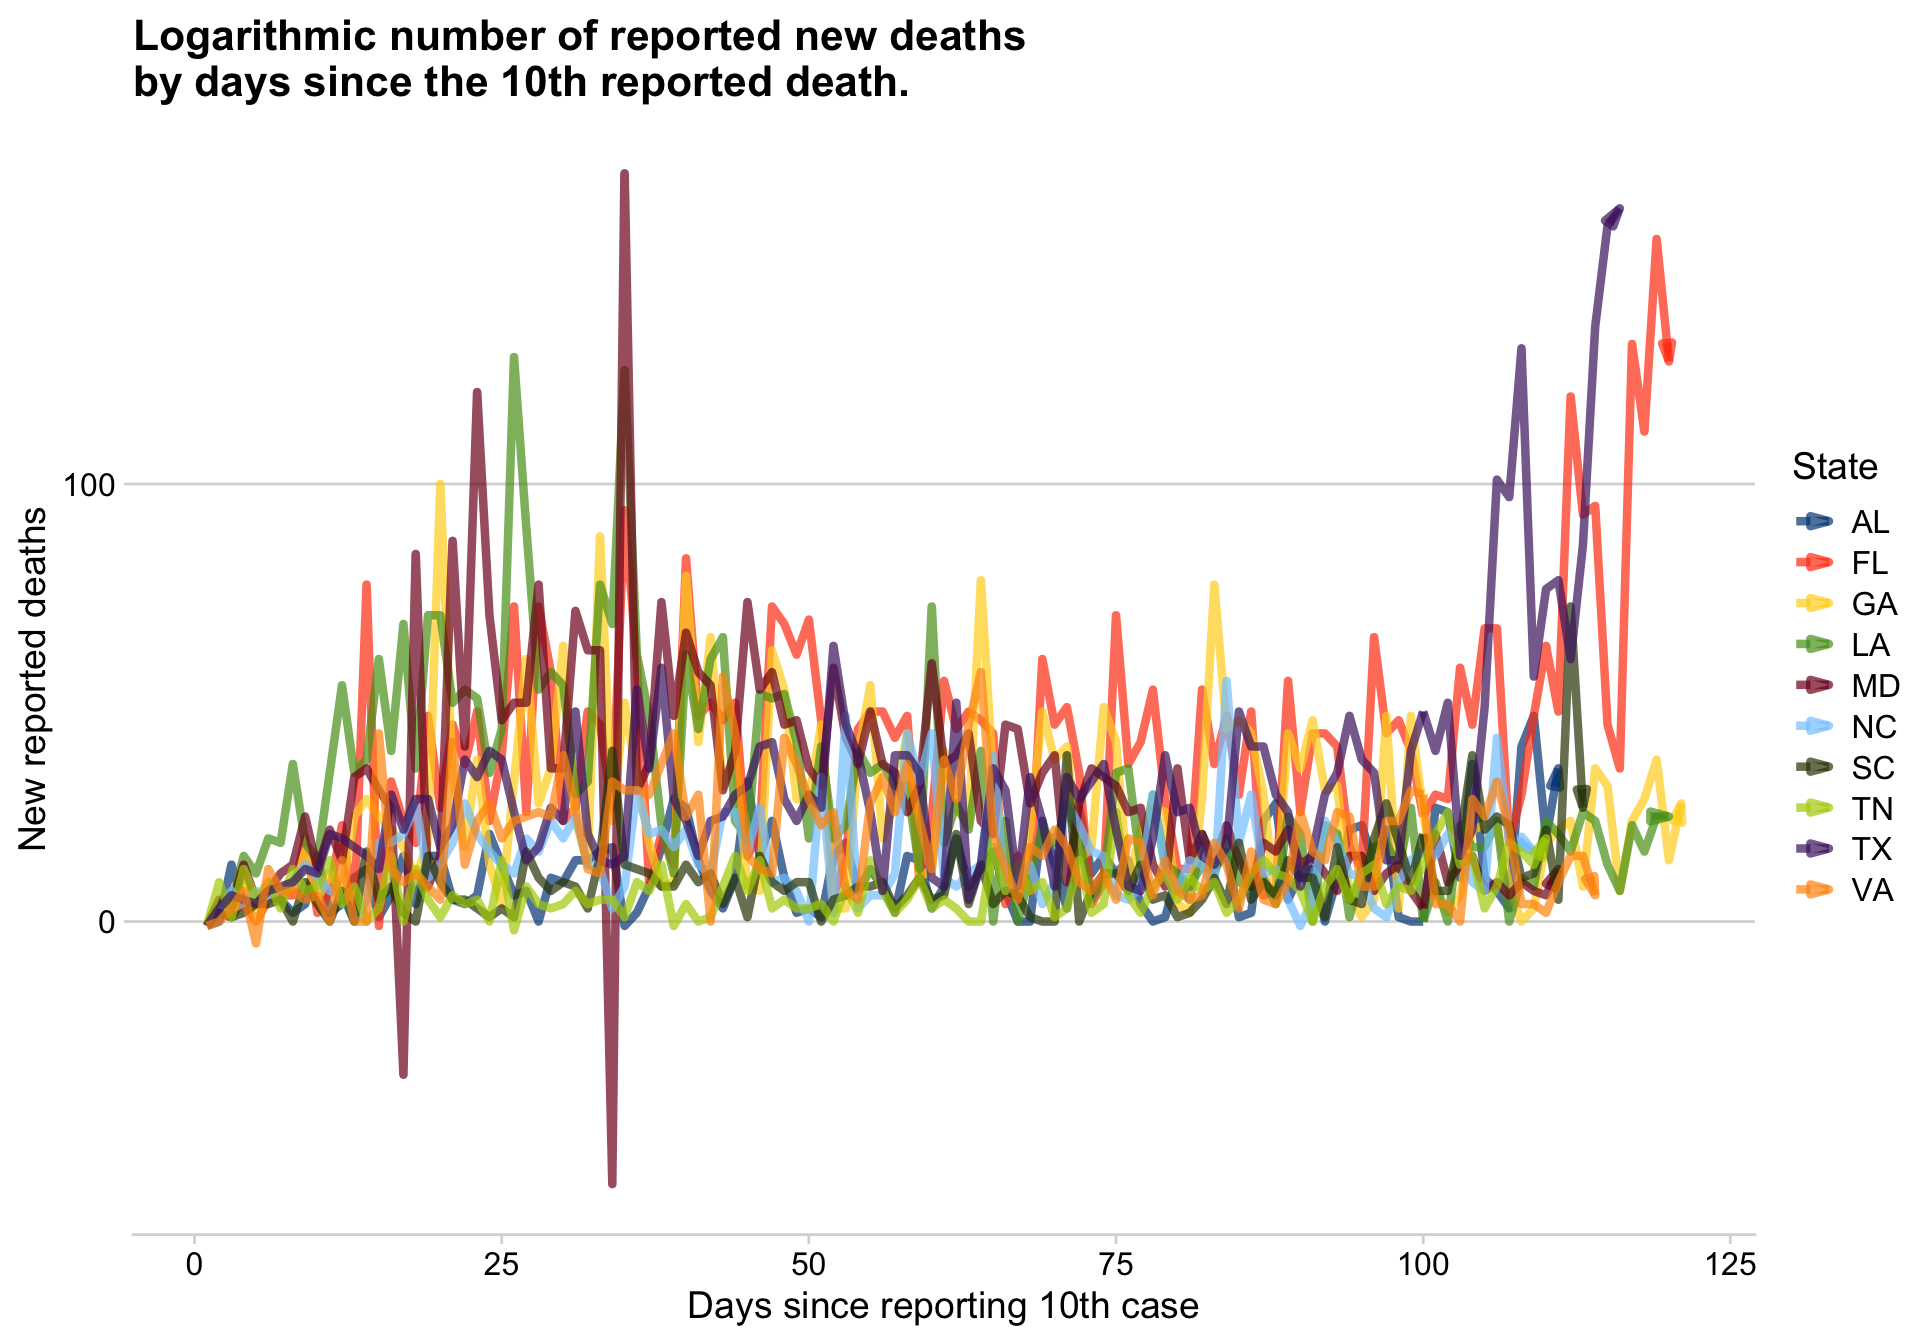 Logarithmic number of reported new deaths
by days since the 10th reported death.
New reported deaths
100
0
0
25
50
75
100
125
Days since reporting 10th case
State
AL
FL
GA
LA
MD
NC
SC
TN
TX
VA